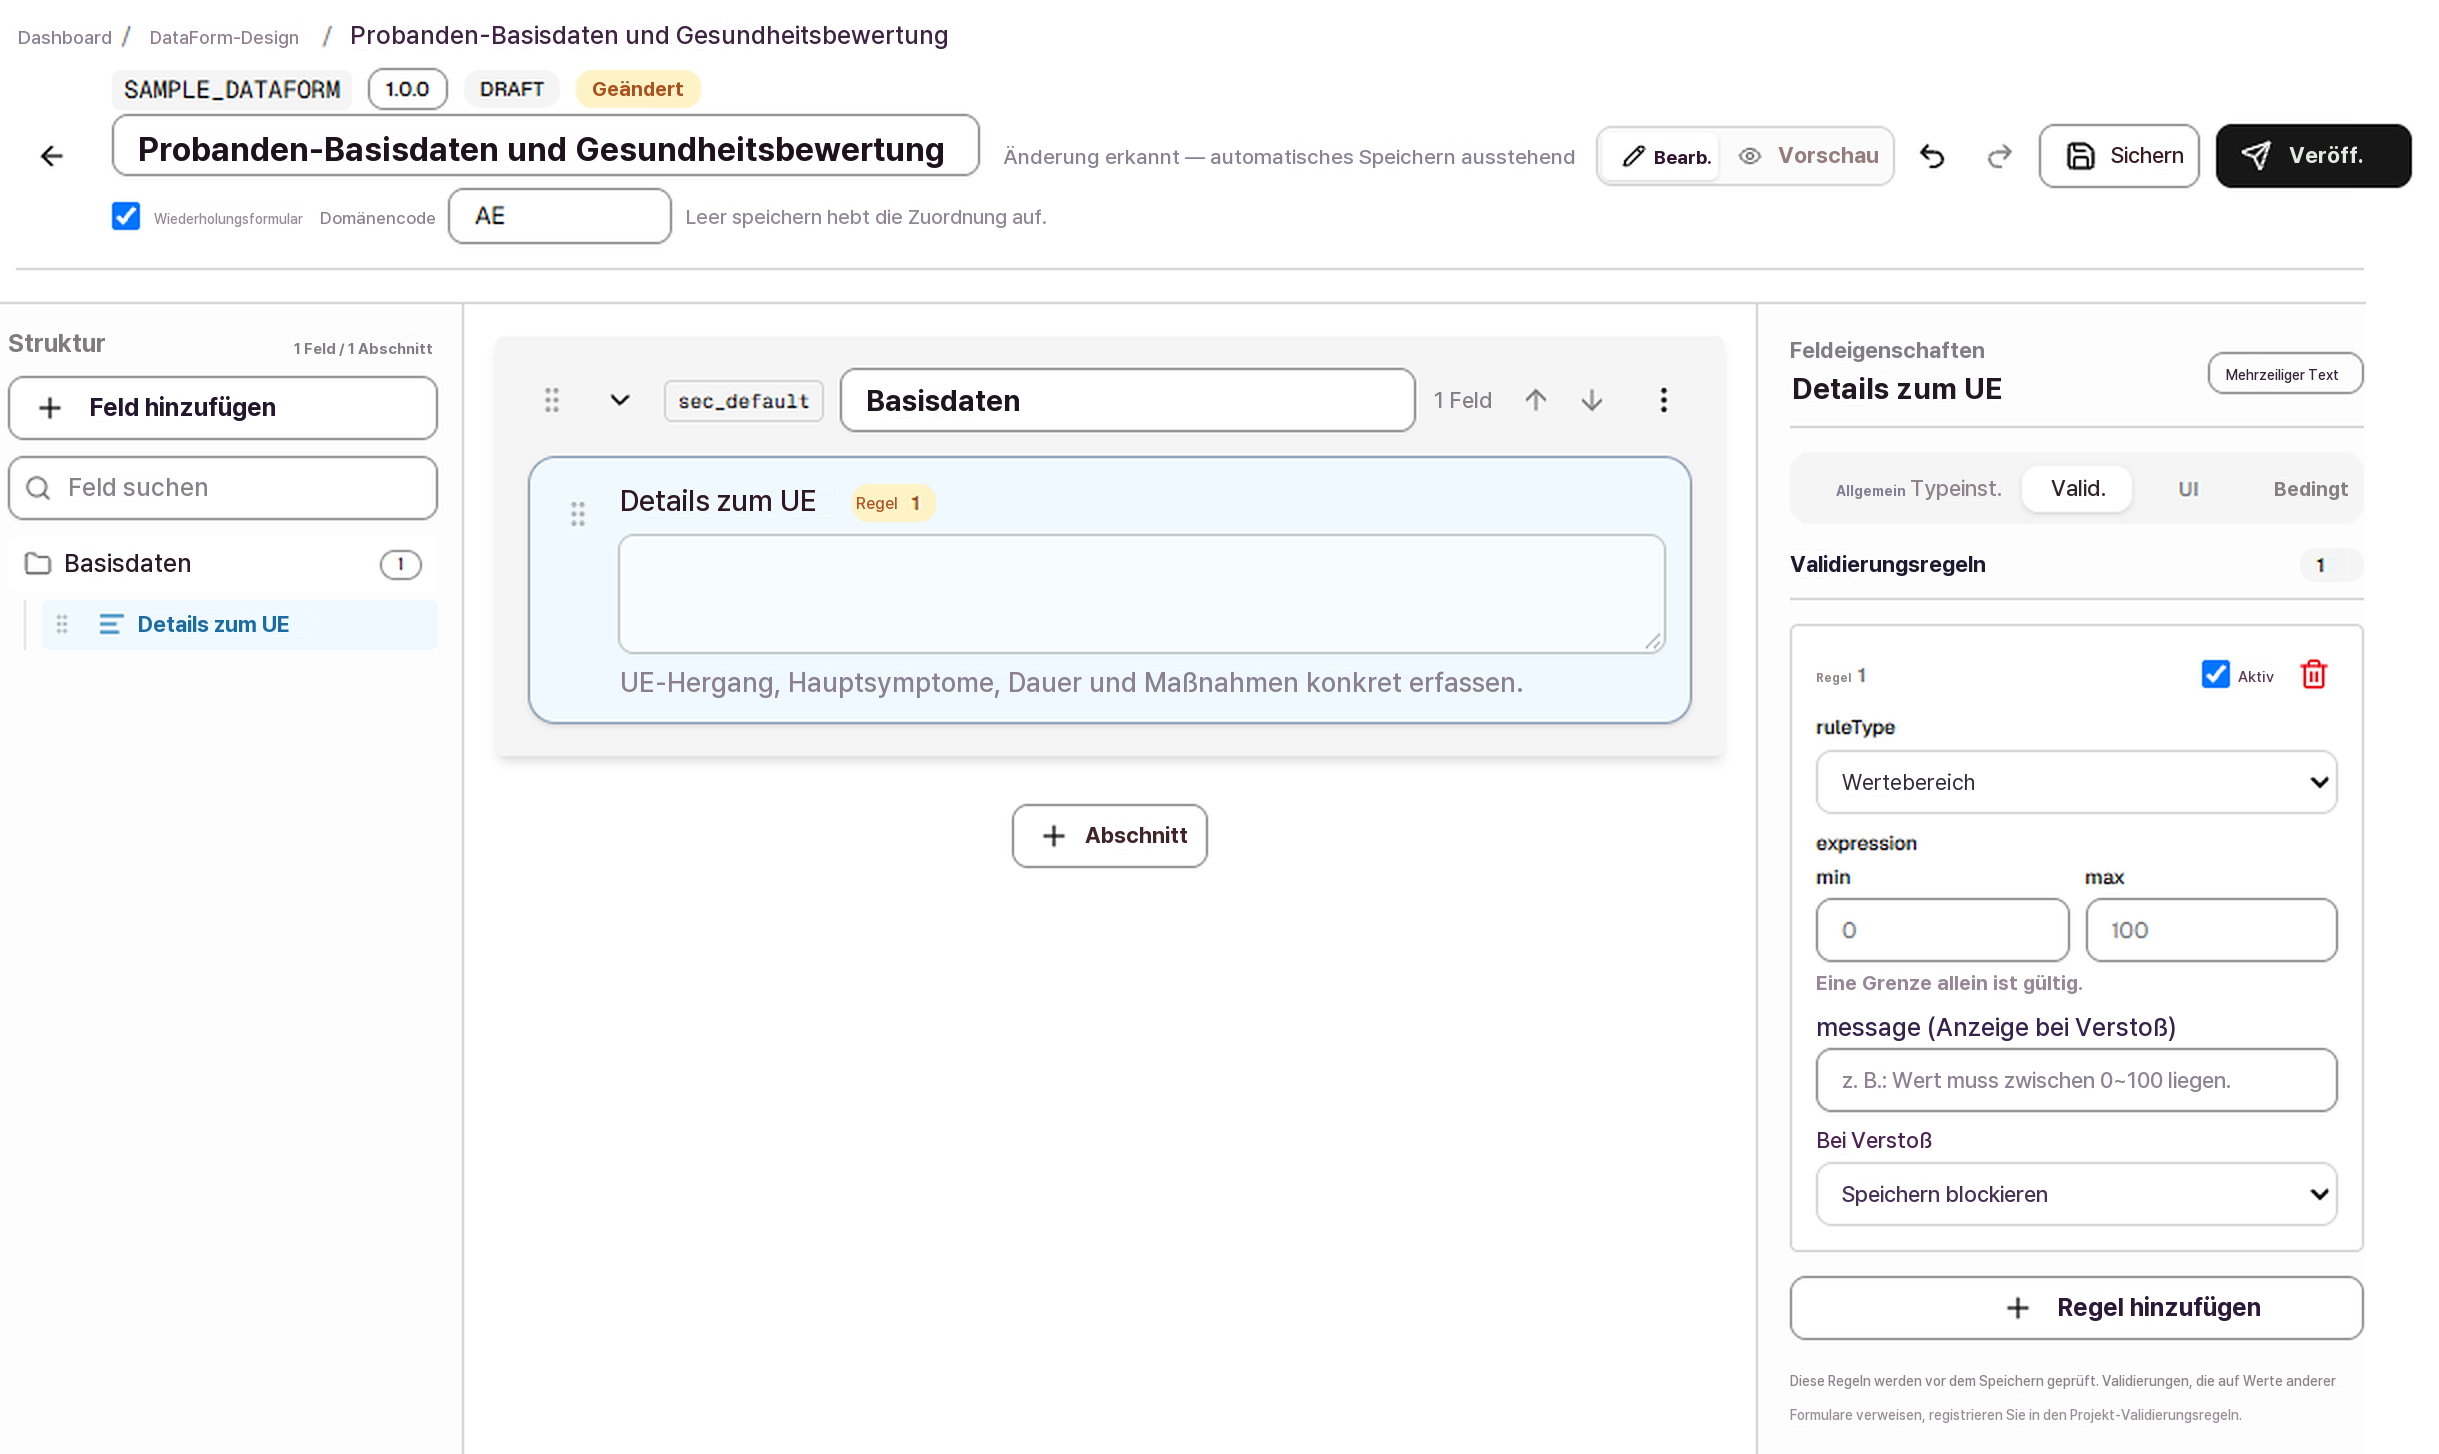 Dashboard / DataForm-Design / Probanden-Basisdaten und Gesundheitsbewertung
SAMPLE_DATAFORM 1.0.0 DRAFT Geändert
Probanden-Basisdaten und Gesundheitsbewertung
Änderung erkannt — automatisches Speichern ausstehend
Bearb. Vorschau
Sichern
Veröff.
Wiederholungsformular Domänencode AE Leer speichern hebt die Zuordnung auf.
Struktur
1 Feld / 1 Abschnitt
Feld hinzufügen
Feld suchen
Basisdaten 1
Details zum UE
sec_default Basisdaten 1 Feld
Details zum UE Regel 1
UE-Hergang, Hauptsymptome, Dauer und Maßnahmen konkret erfassen.
Abschnitt
Feldeigenschaften
Details zum UE
Mehrzeiliger Text
Allgemein Typeinst. Valid. UI Bedingt
Validierungsregeln 1
Regel 1 Aktiv
ruleType
Wertebereich
expression
min max
0 100
Eine Grenze allein ist gültig.
message (Anzeige bei Verstoß)
z. B.: Wert muss zwischen 0~100 liegen.
Bei Verstoß
Speichern blockieren
Regel hinzufügen
Diese Regeln werden vor dem Speichern geprüft. Validierungen, die auf Werte anderer
Formulare verweisen, registrieren Sie in den Projekt-Validierungsregeln.